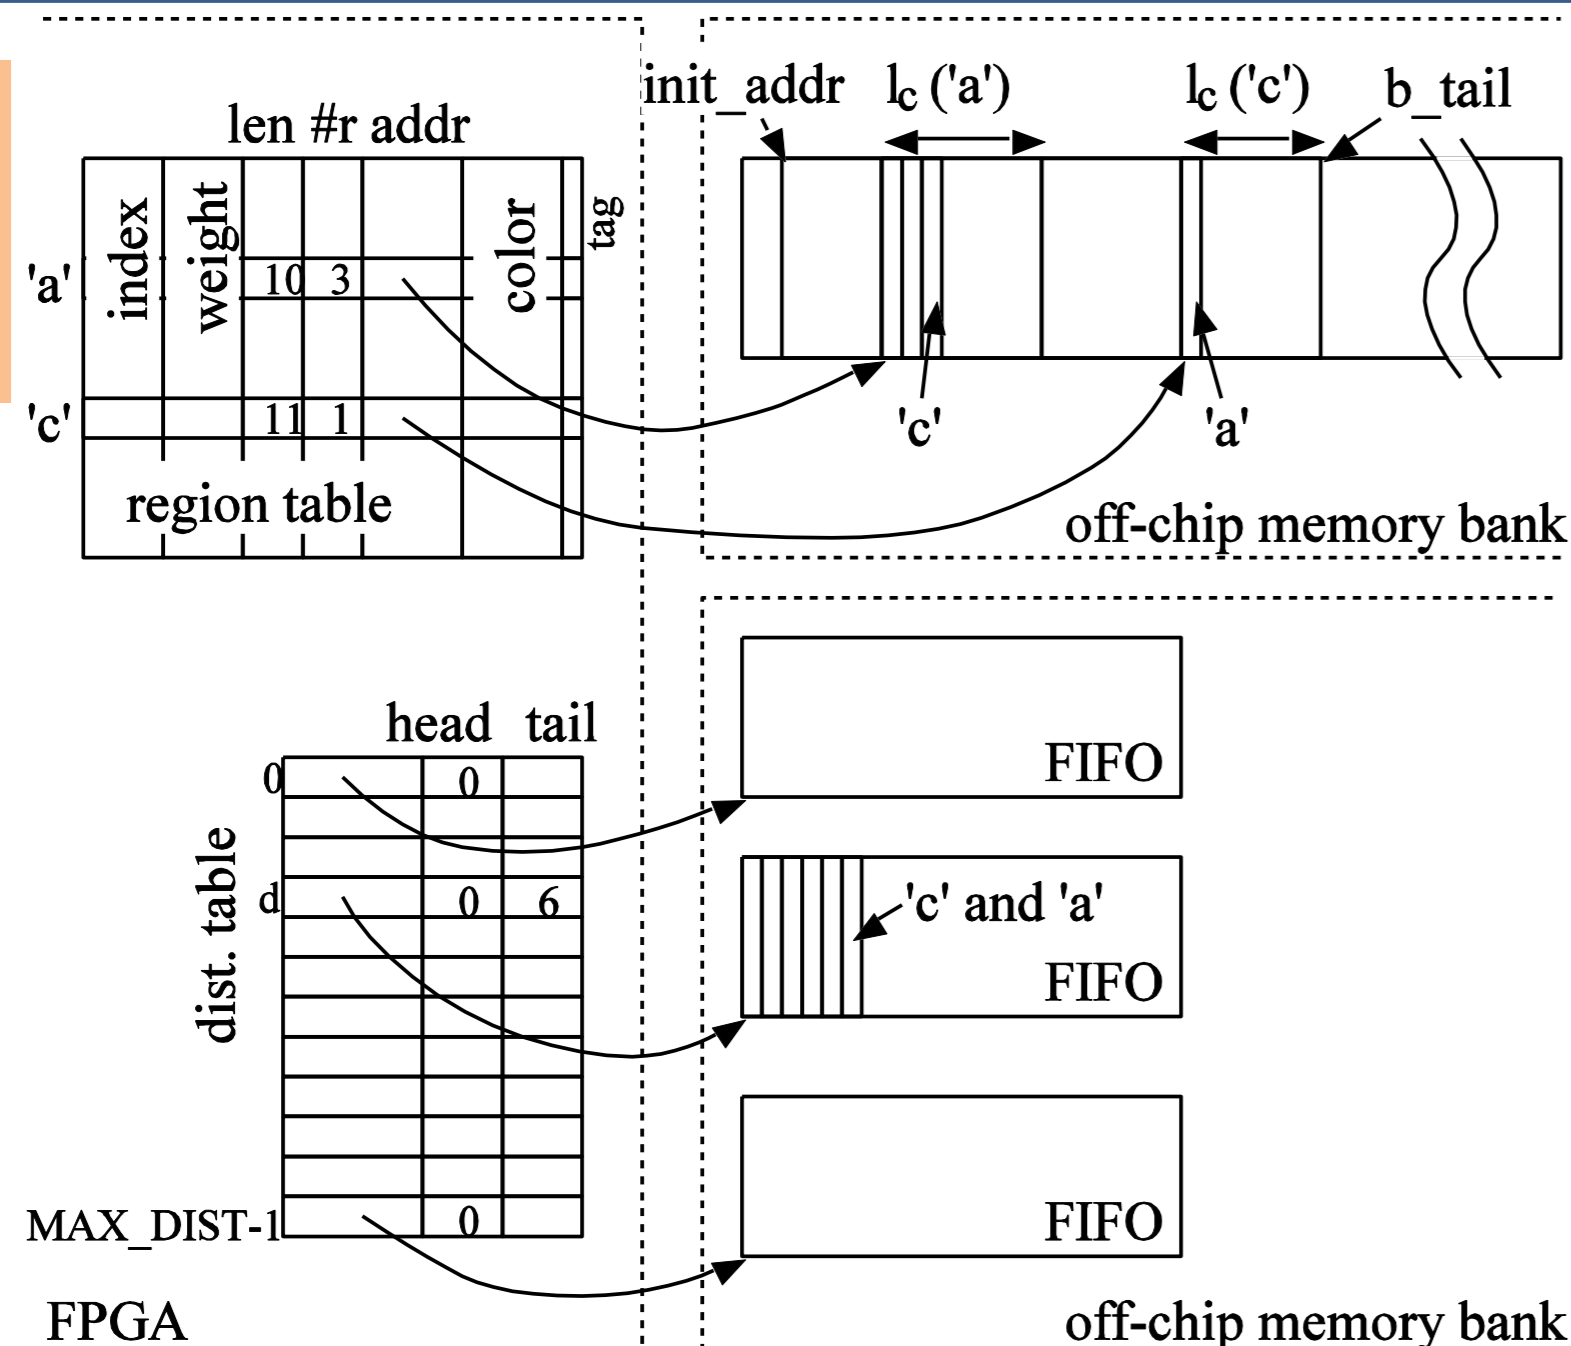 init_addr
lc ('a')
lc ('c')
b_tail
len #r addr
index
weight
color
tag
'a'
10
3
'c'
11
1
region table
'c'
'a'
off-chip memory bank
head tail
dist. table
0
0
d
0
6
MAX_DIST-1
0
FIFO
'c' and 'a'
FIFO
FIFO
FPGA
off-chip memory bank